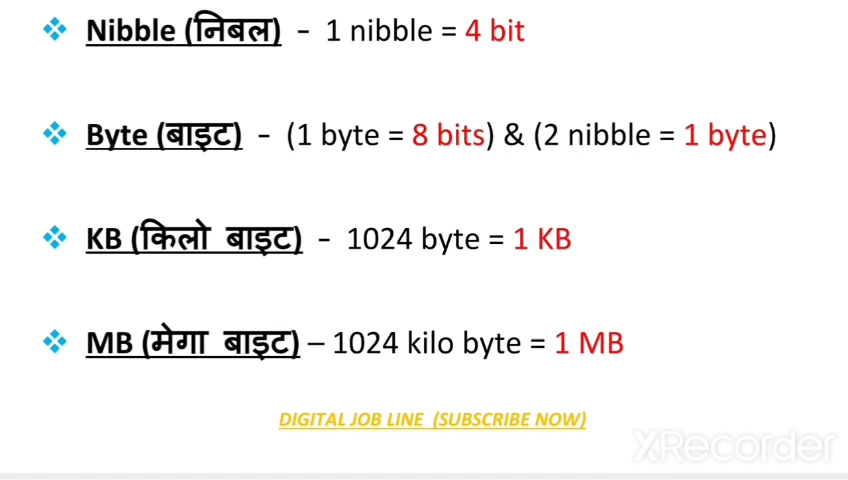 ❖ Nibble (निबल) - 1 nibble = 4 bit
❖ Byte (बाइट) - (1 byte = 8 bits) & (2 nibble = 1 byte)
❖ KB (किलो बाइट) - 1024 byte = 1 KB
❖ MB (मेगा बाइट) – 1024 kilo byte = 1 MB
DIGITAL JOB LINE (SUBSCRIBE NOW)
XRecorder